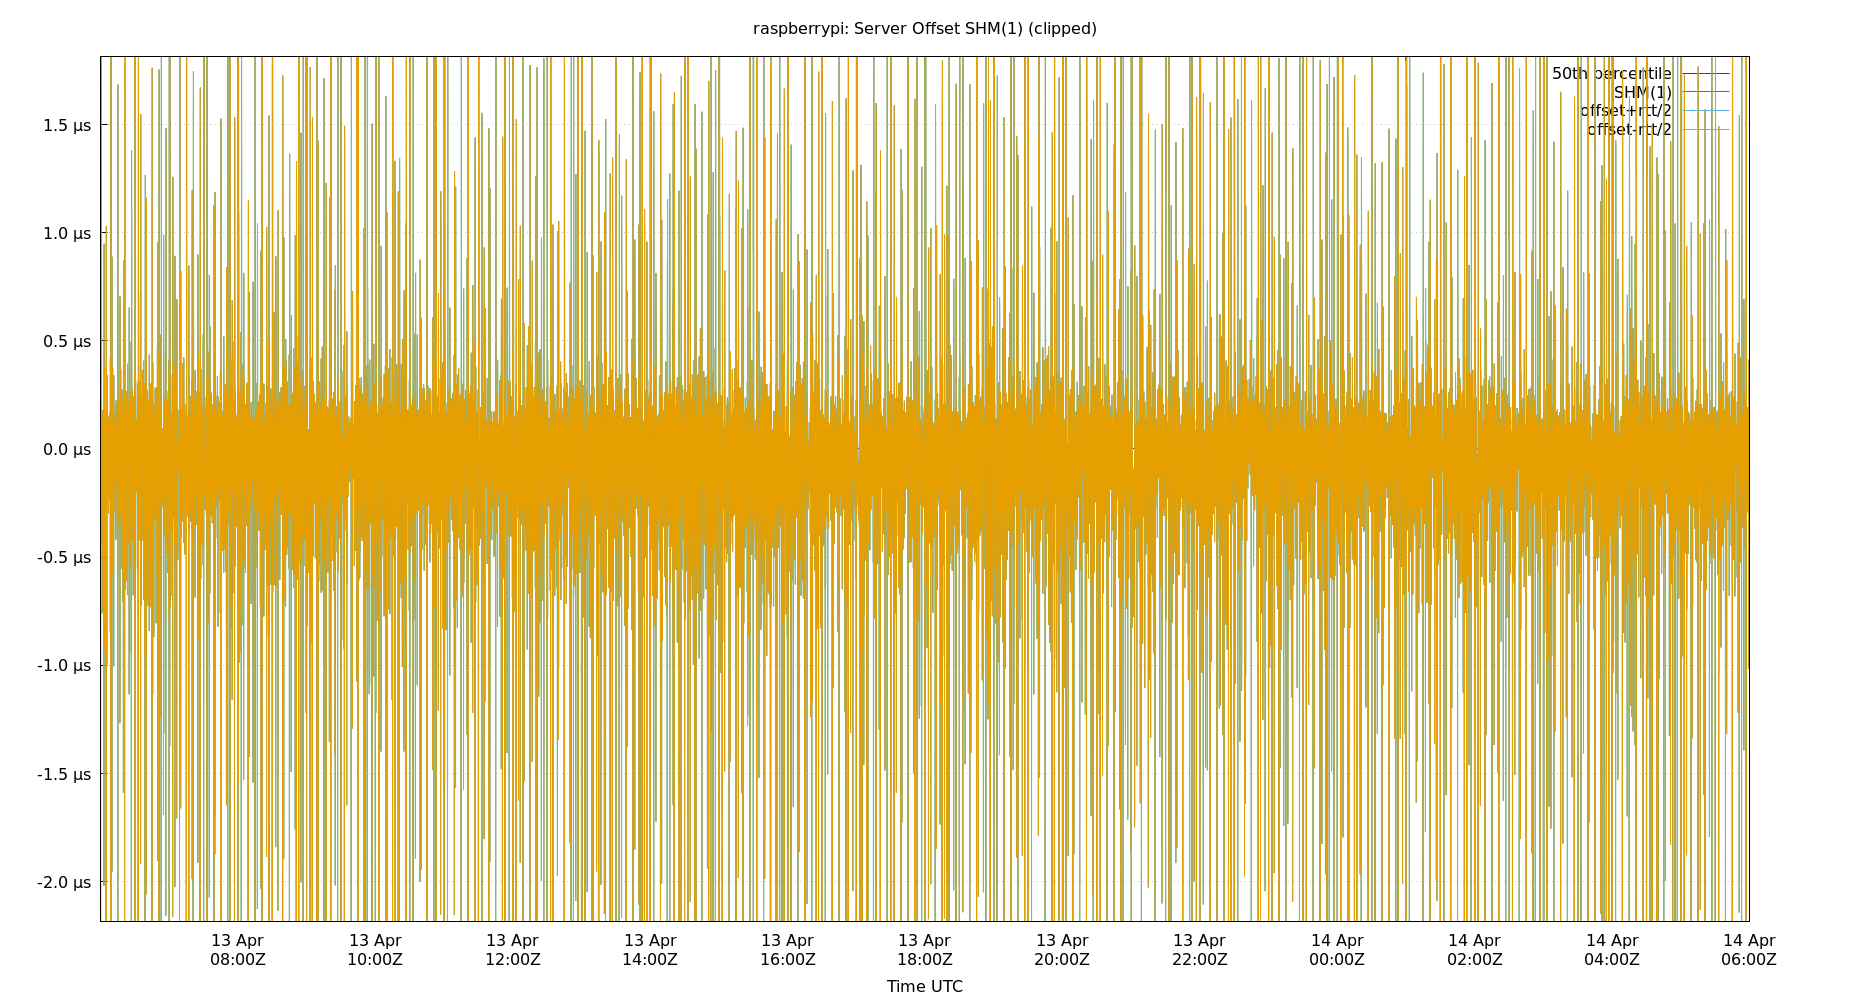 raspberrypi: Server Offset SHM(1) (clipped)
50th percentile
SHM(1)
offset+rtt/2
offset-rtt/2
1.5 µs
1.0 µs
0.5 µs
0.0 µs
-0.5 µs
-1.0 µs
-1.5 µs
-2.0 µs
13 Apr 13 Apr 13 Apr 13 Apr 13 Apr 13 Apr 13 Apr 13 Apr 14 Apr 14 Apr 14 Apr 14 Apr
08:00Z 10:00Z 12:00Z 14:00Z 16:00Z 18:00Z 20:00Z 22:00Z 00:00Z 02:00Z 04:00Z 06:00Z
Time UTC